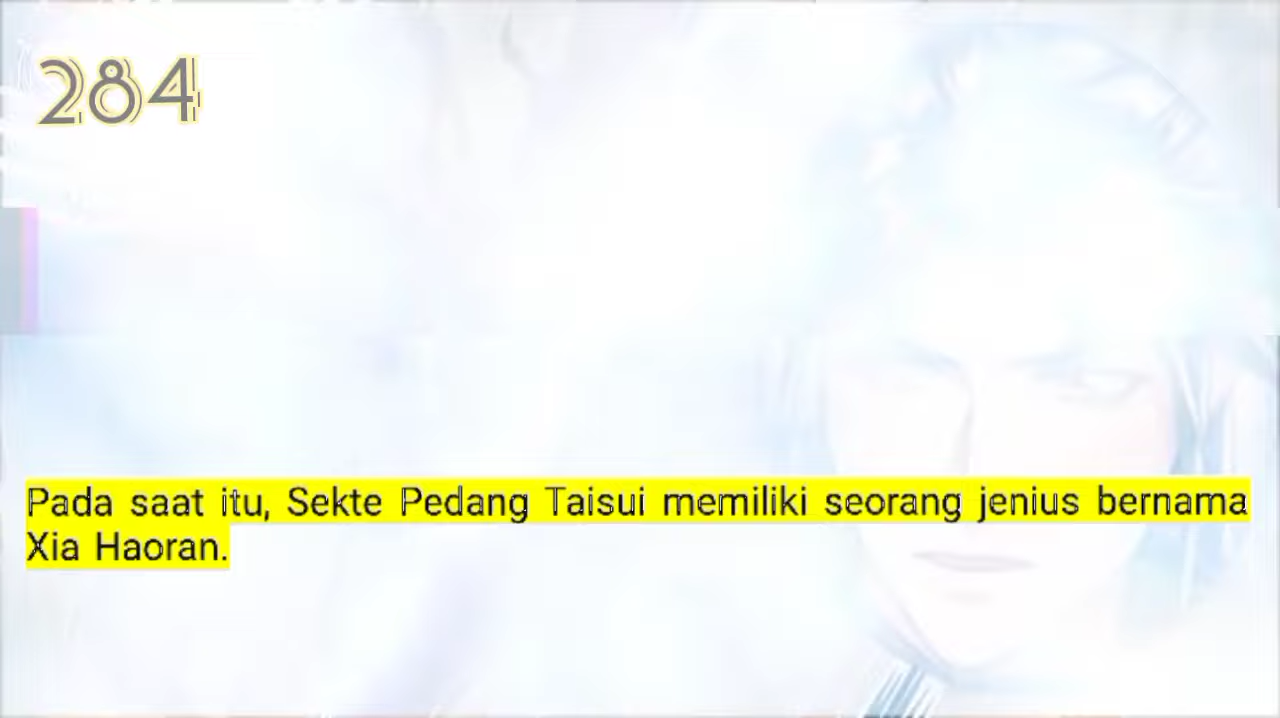 284
Pada saat itu, Sekte Pedang Taisui memiliki seorang jenius bernama
Xia Haoran.